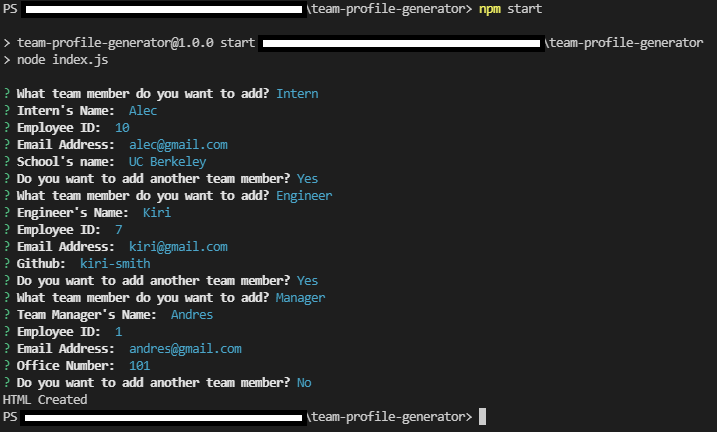 PS \team-profile-generator> npm start
> team-profile-generator@1.0.0 start \team-profile-generator
> node index.js
? What team member do you want to add? Intern
? Intern's Name:  Alec
? Employee ID:  10
? Email Address:  alec@gmail.com
? School's name:  UC Berkeley
? Do you want to add another team member? Yes
? What team member do you want to add? Engineer
? Engineer's Name:  Kiri
? Employee ID:  7
? Email Address:  kiri@gmail.com
? Github:  kiri-smith
? Do you want to add another team member? Yes
? What team member do you want to add? Manager
? Team Manager's Name:  Andres
? Employee ID:  1
? Email Address:  andres@gmail.com
? Office Number:  101
? Do you want to add another team member? No
HTML Created
PS \team-profile-generator>